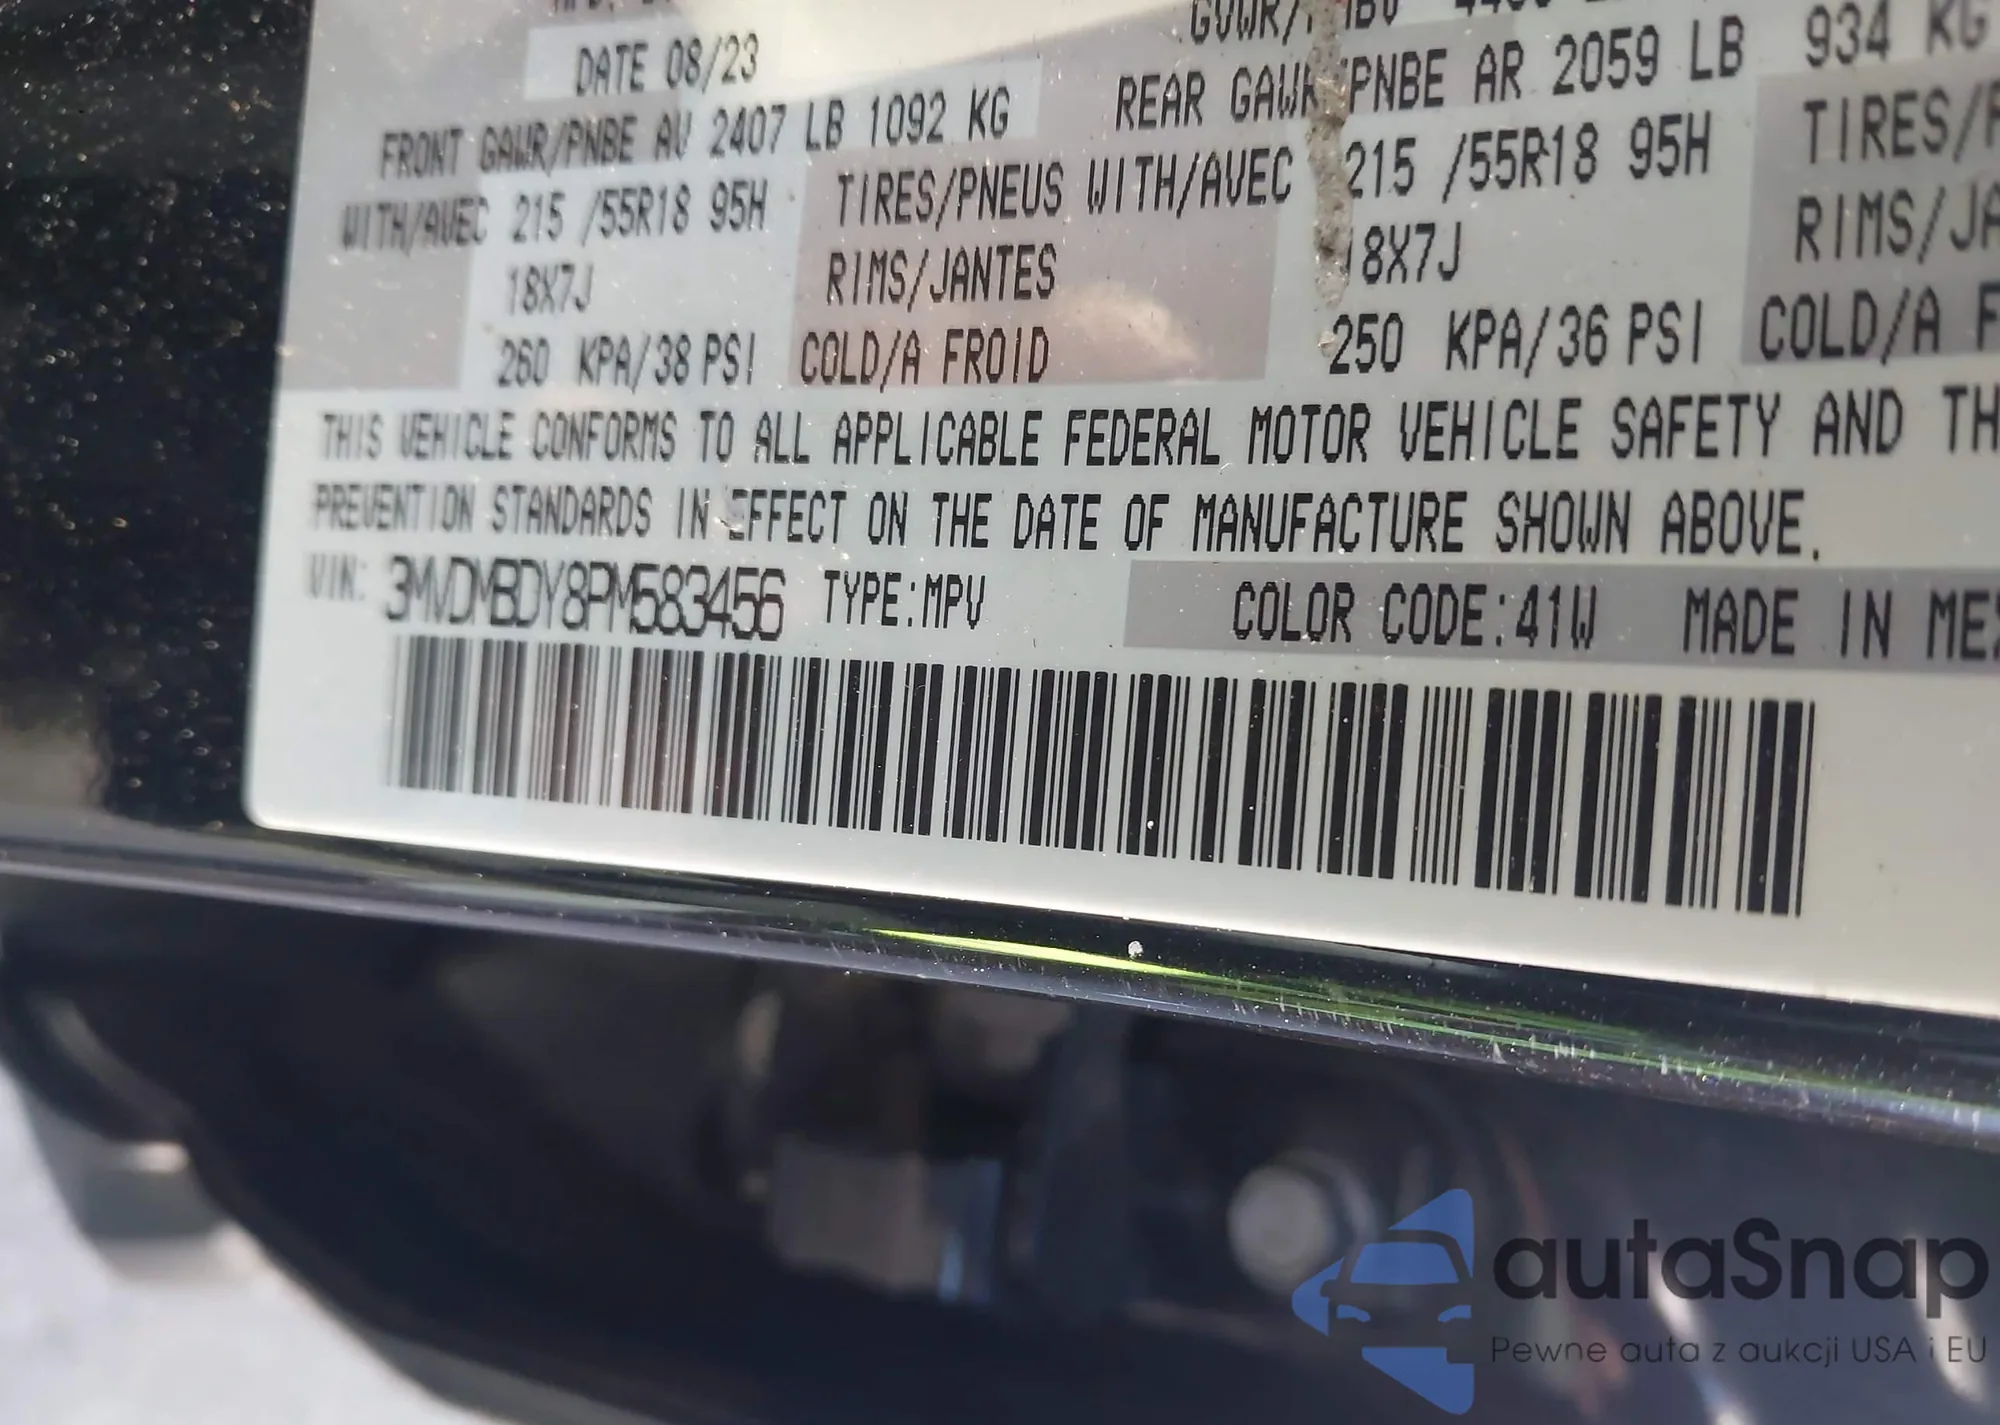 DATE 08/23
FRONT GAWR/PNBE AV 2407 LB 1092 KG REAR GAWR/PNBE AR 2059 LB 934 KG
WITH/AVEC 215 /55R18 95H TIRES/PNEUS WITH/AVEC 215 /55R18 95H TIRES/
18X7J RIMS/JANTES 18X7J RIMS/JA
260 KPA/38 PSI COLD/A FROID 250 KPA/36 PSI COLD/A F
THIS VEHICLE CONFORMS TO ALL APPLICABLE FEDERAL MOTOR VEHICLE SAFETY AND TH
PREVENTION STANDARDS IN EFFECT ON THE DATE OF MANUFACTURE SHOWN ABOVE.
VIN: 3MVDMBDY8PM583456 TYPE:MPV COLOR CODE:41W MADE IN MEX
autaSnap
Pewne auta z aukcji USA i EU